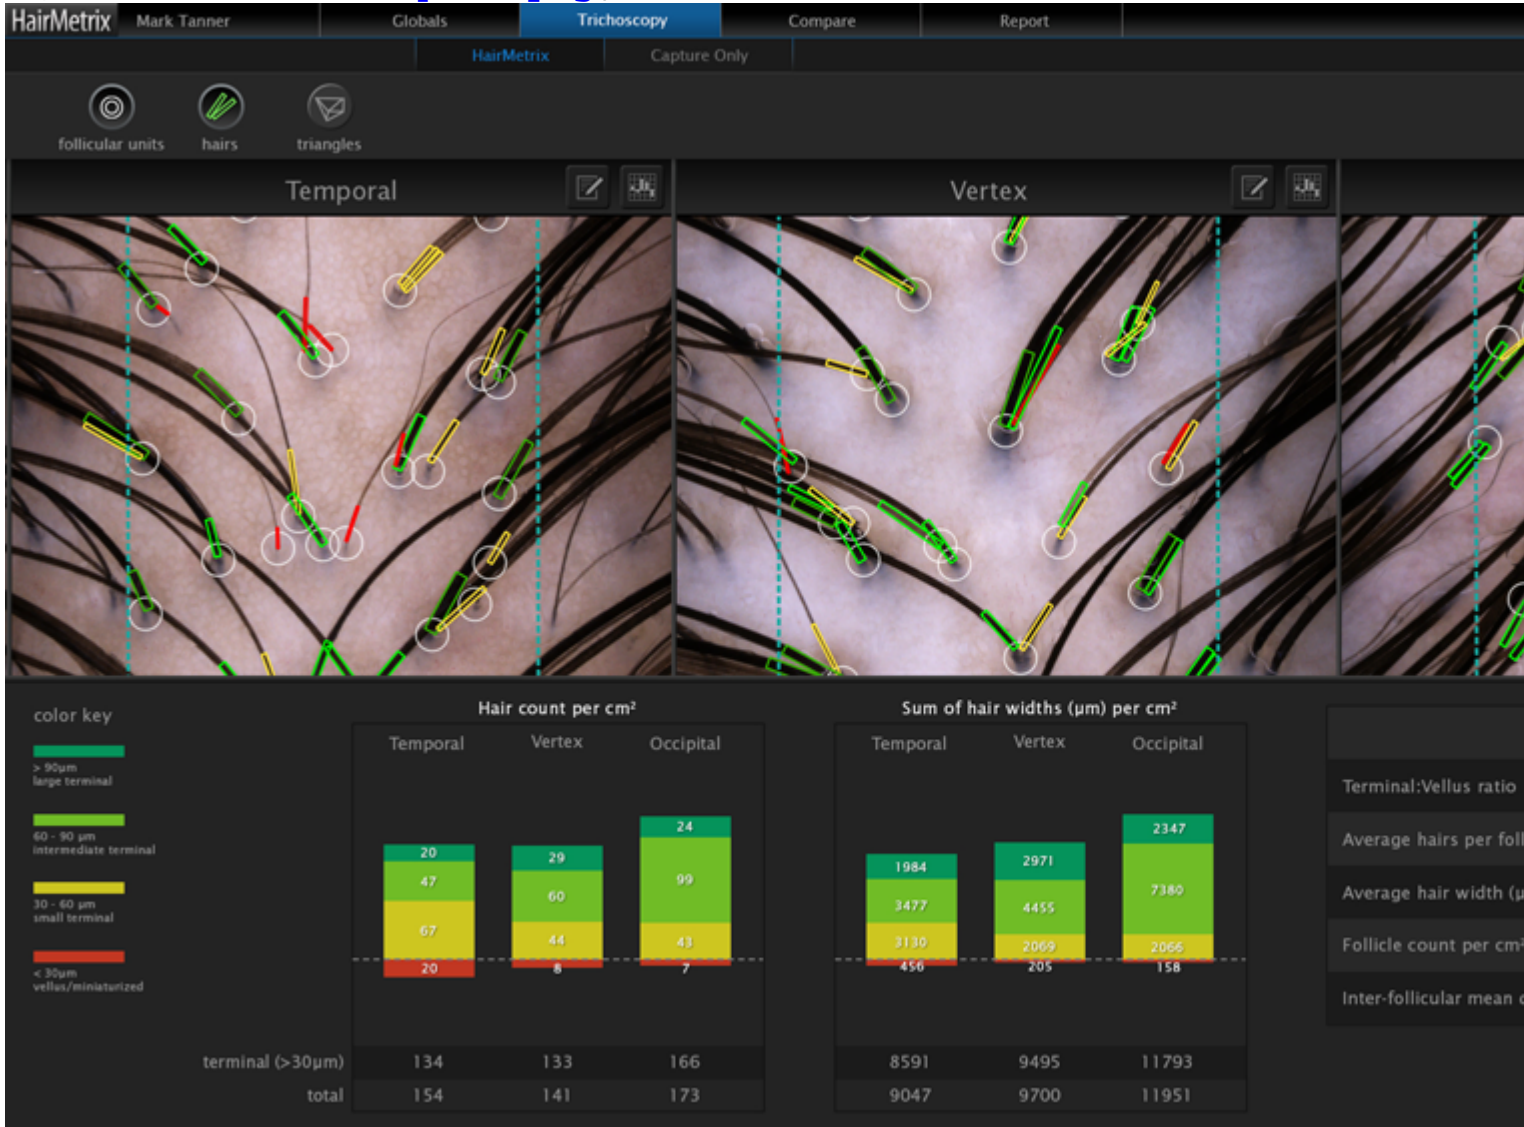 HairMetrix Mark Tanner Globals Trichoscopy Compare Report
HairMetrix Capture Only
follicular units hairs triangles
Temporal Vertex
color key
> 90µm
large terminal
60 - 90 µm
intermediate terminal
30 - 60 µm
small terminal
< 30µm
vellus/miniaturized
Hair count per cm²
Temporal Vertex Occipital
20 29 24
47 60 99
67 44 43
20 8 7
terminal (>30µm) 134 133 166
total 154 141 173
Sum of hair widths (µm) per cm²
Temporal Vertex Occipital
1984 2971 2347
3477 4455 7380
3130 2069 2066
456 205 158
8591 9495 11793
9047 9700 11951
Terminal:Vellus ratio
Average hairs per foll
Average hair width (µ
Follicle count per cm²
Inter-follicular mean